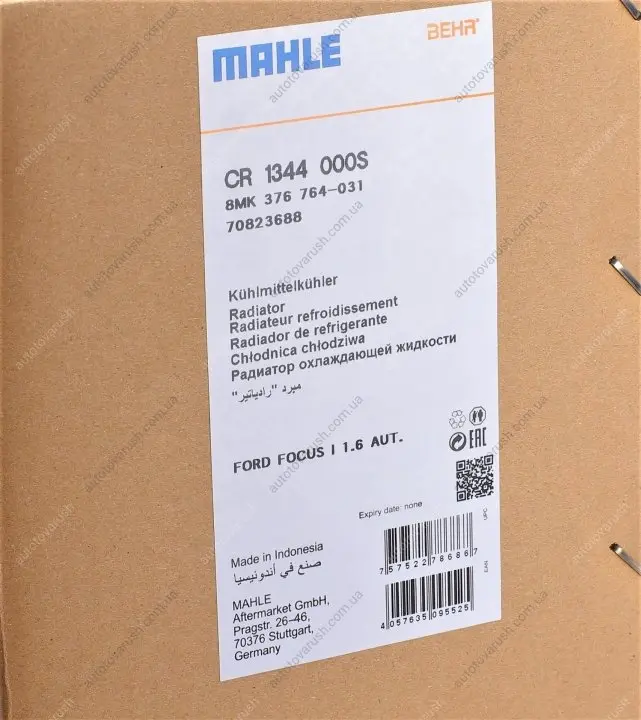 MAHLE
BEHR
CR 1344 000S
8MK 376 764-031
70823688
Kühlmittelkühler
Radiator
Radiateur refroidissement
Radiador de refrigerante
Chłodnica chłodziwa
Радиатор охлаждающей жидкости
مبرد "رادياتير"
FORD FOCUS I 1.6 AUT.
EAC
Expiry date: none
UPC
7 57522 78686 7
Made in Indonesia
صنع في أندونيسيا
EAN
4 057635 095525
MAHLE
Aftermarket GmbH,
Pragstr. 26-46,
70376 Stuttgart,
Germany
autotovarush.com.ua